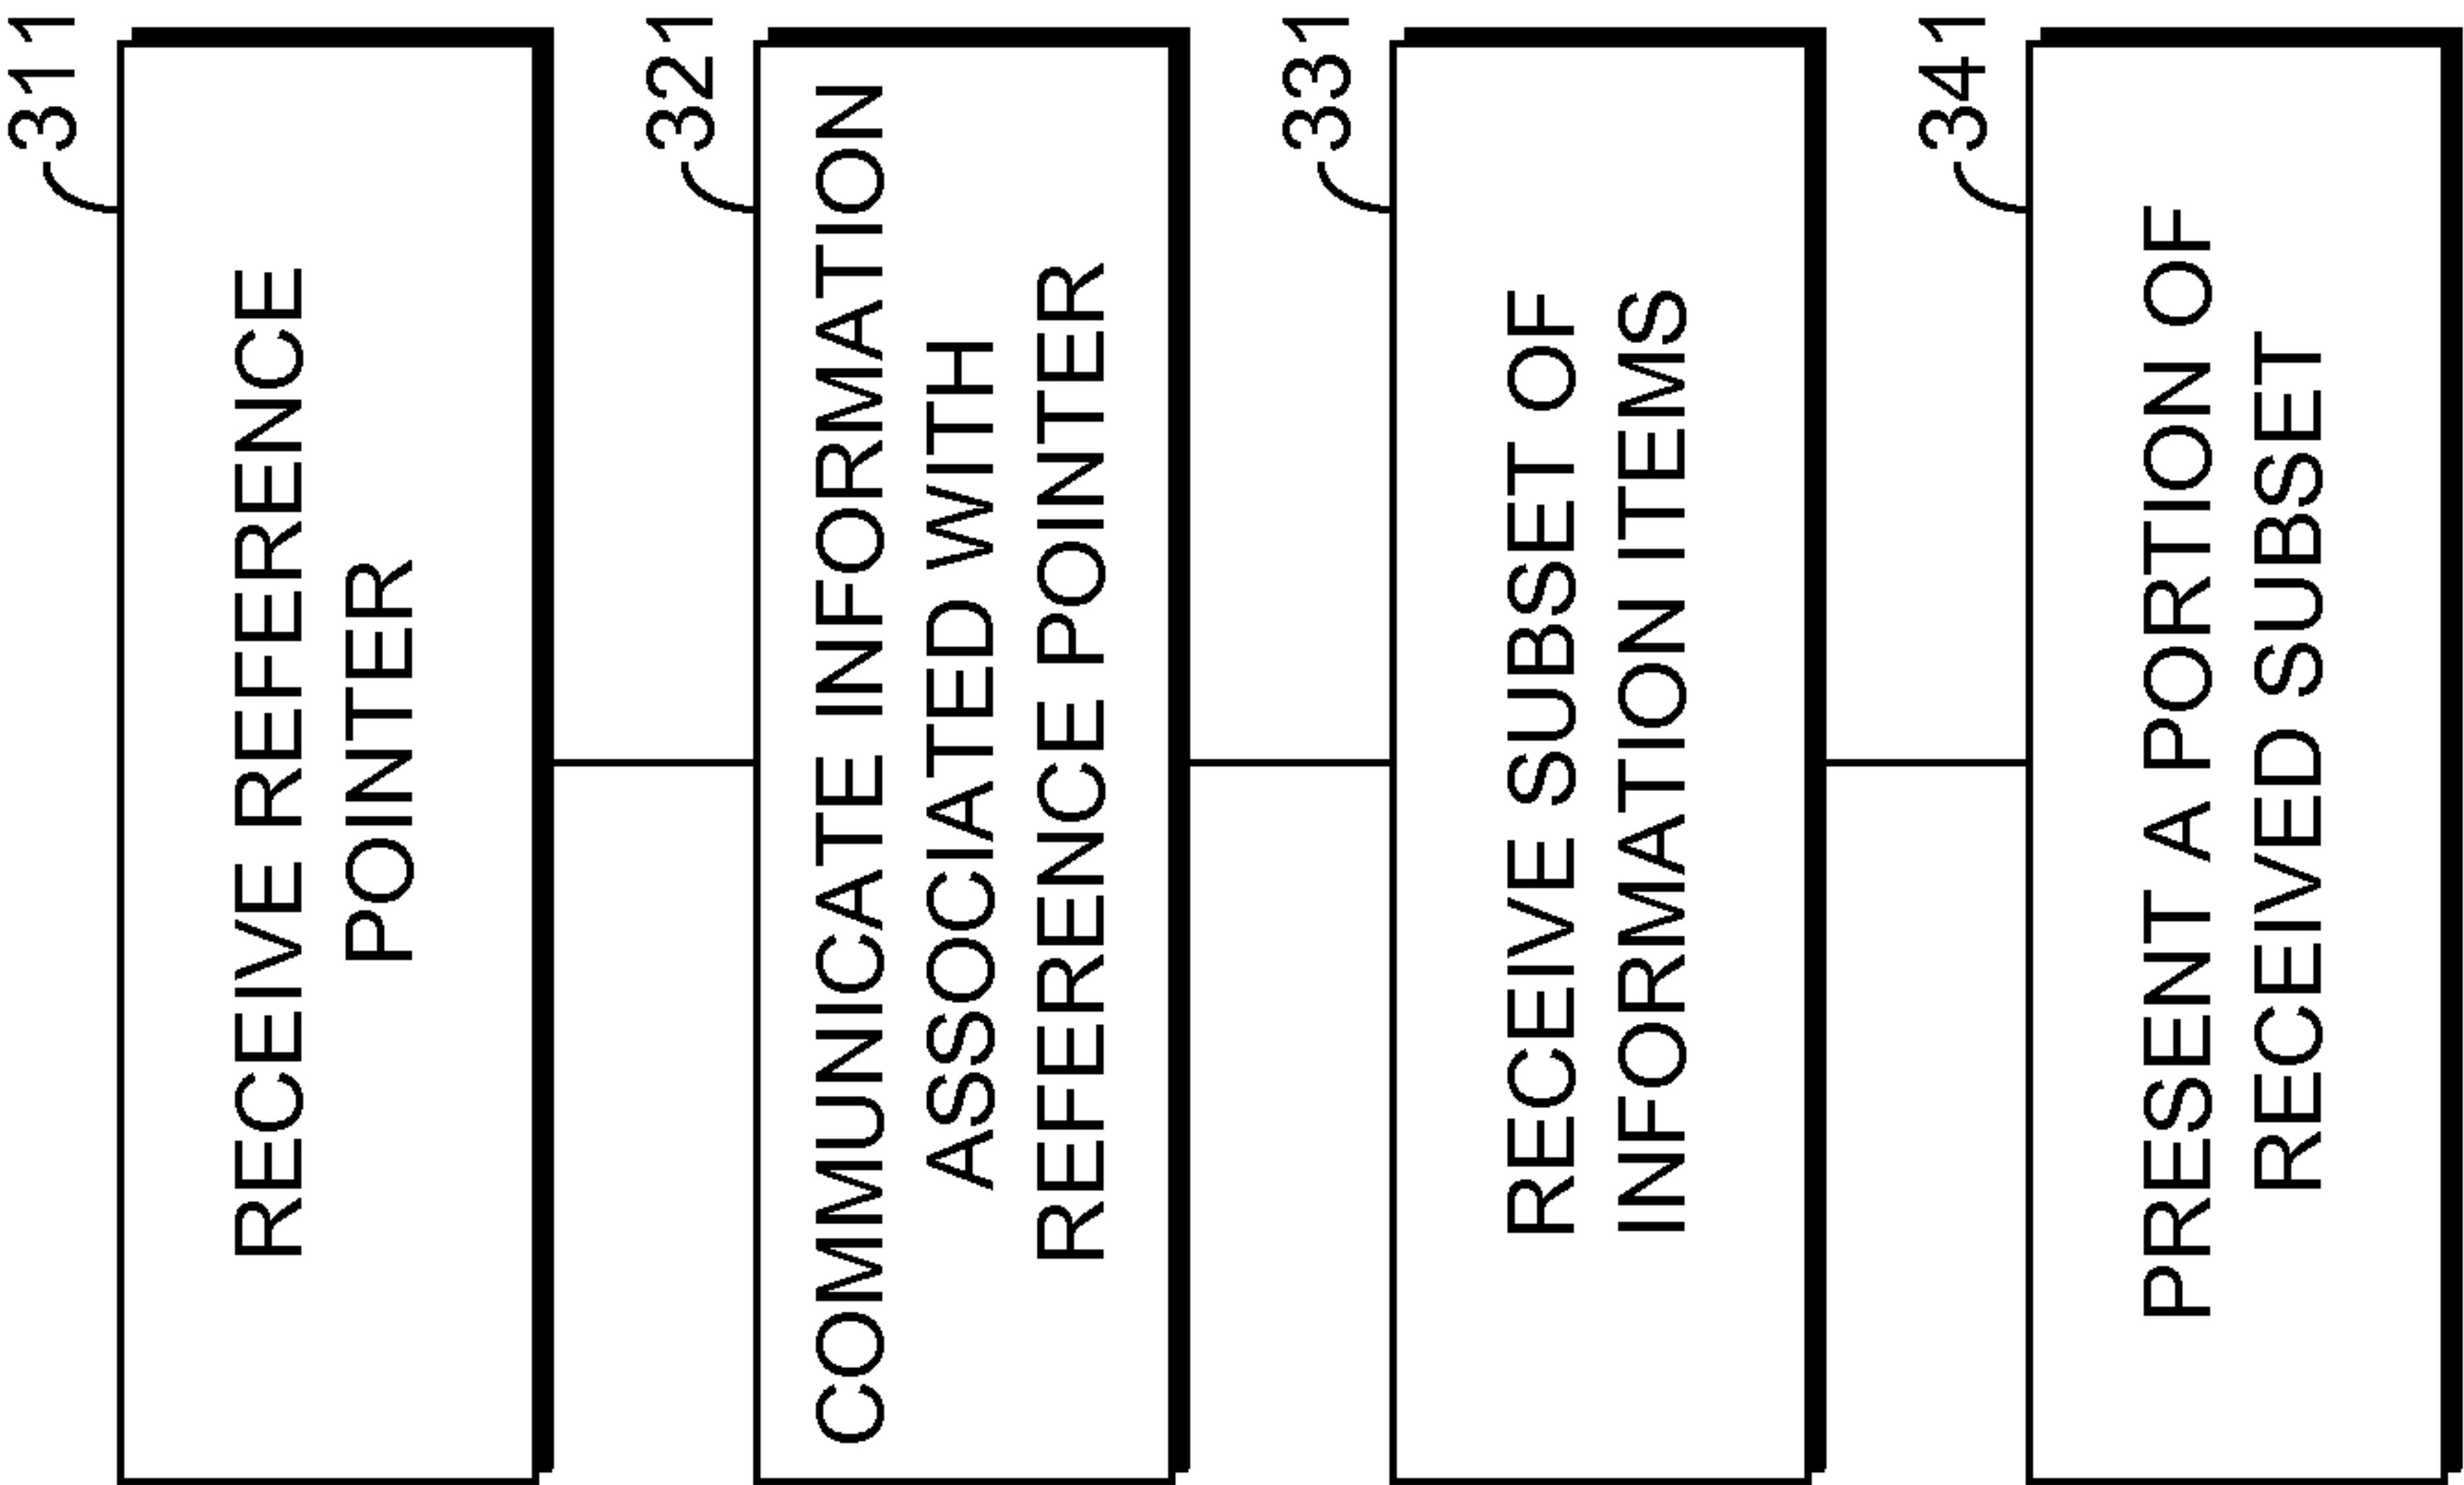 311
RECEIVE REFERENCE
POINTER
321
COMMUNICATE INFORMATION
ASSOCIATED WITH
REFERENCE POINTER
331
RECEIVE SUBSET OF
INFORMATION ITEMS
341
PRESENT A PORTION OF
RECEIVED SUBSET